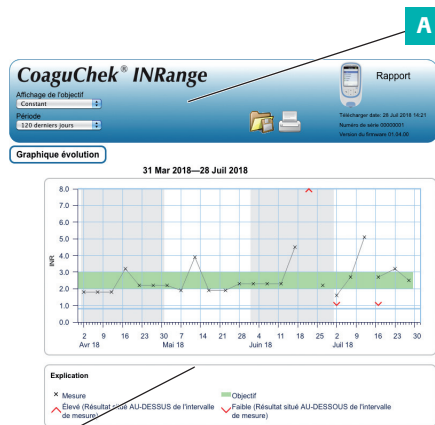 A
CoaguChek® INRange
Rapport
Affichage de l'objectif
Constant
Période
120 derniers jours
Télécharger date: 28 Juil 2018 14:21
Numéro de série 00000001
Version du firmware 01.04.00
Graphique évolution
31 Mar 2018—28 Juil 2018
8.0
7.0
6.0
5.0
4.0
3.0
2.0
1.0
0.0
INR
2 9 16 23 30 7 14 21 28 4 11 18 25 2 9 16 23 30
Avr 18 Mai 18 Juin 18 Juil 18
Explication
× Mesure
Objectif
Élevé (Résultat situé AU-DESSUS de l'intervalle
de mesure)
Faible (Résultat situé AU-DESSOUS de l'intervalle
de mesure)